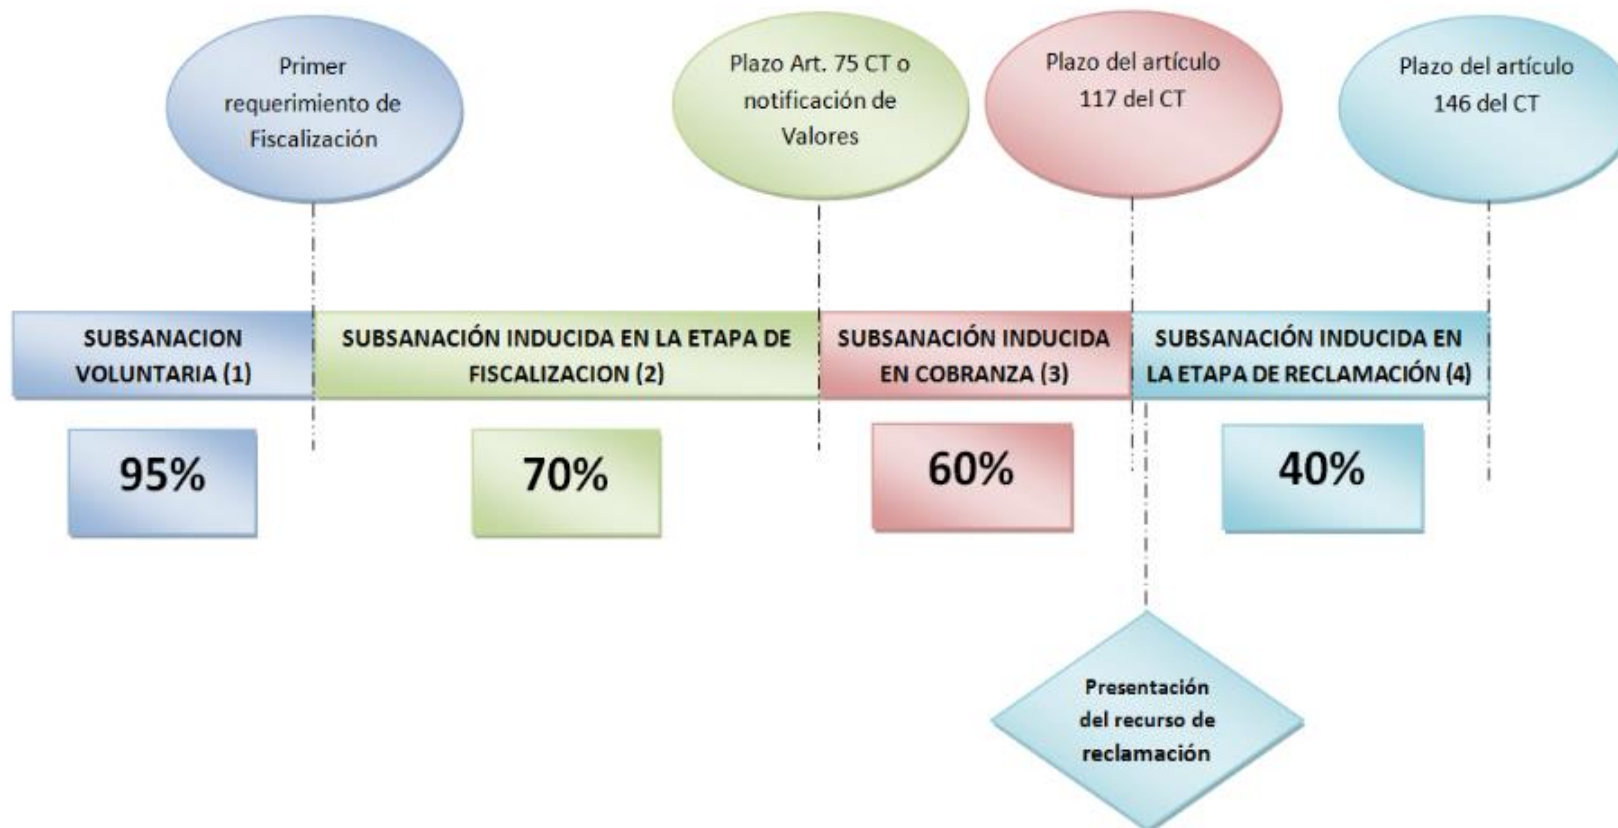 Primer
requerimiento de
Fiscalización
Plazo Art. 75 CT o
notificación de
Valores
Plazo del artículo
117 del CT
Plazo del artículo
146 del CT
SUBSANACION
VOLUNTARIA (1)
SUBSANACIÓN INDUCIDA EN LA ETAPA DE
FISCALIZACION (2)
SUBSANACIÓN INDUCIDA
EN COBRANZA (3)
SUBSANACIÓN INDUCIDA EN
LA ETAPA DE RECLAMACIÓN (4)
95%
70%
60%
40%
Presentación
del recurso de
reclamación